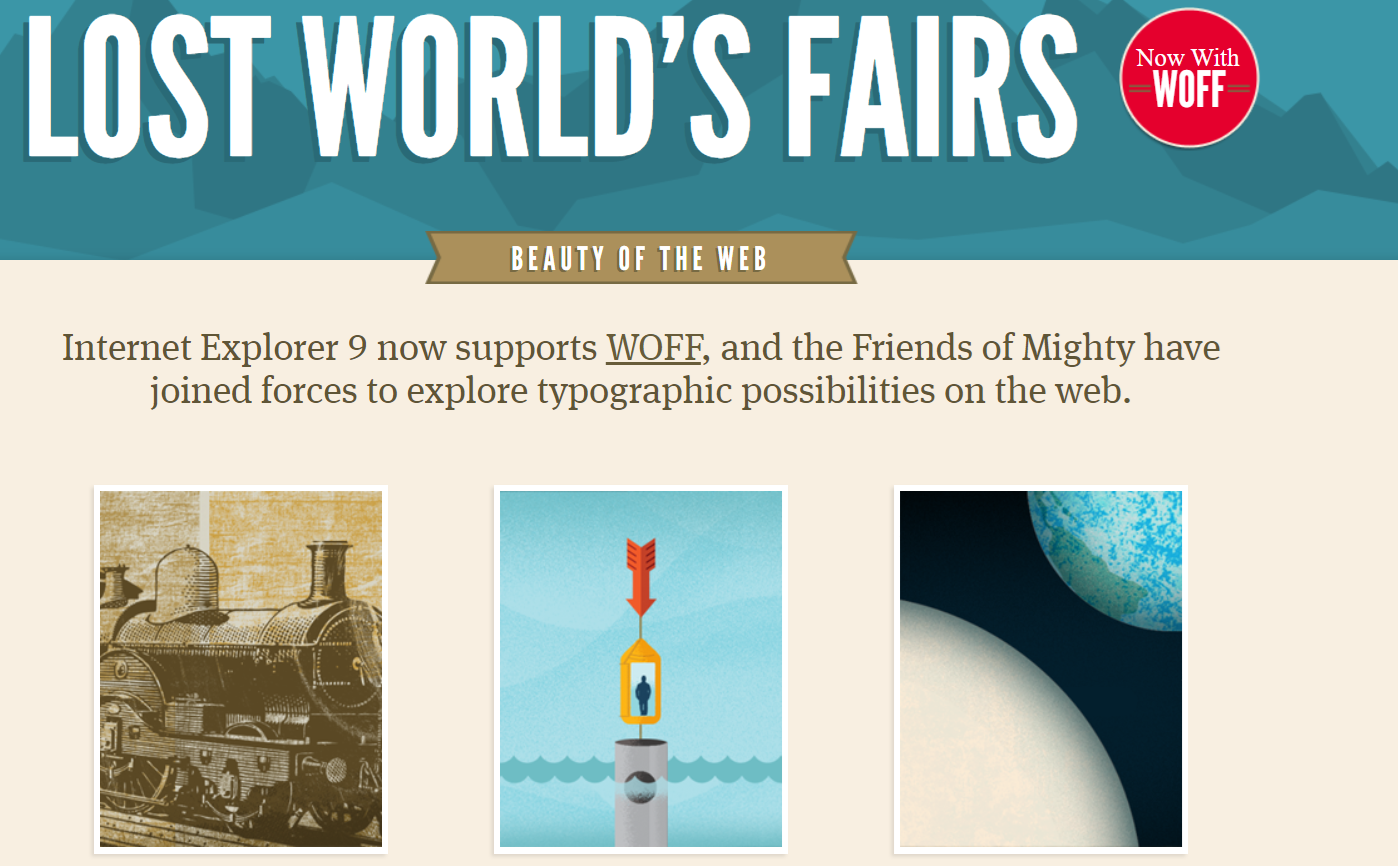 LOST WORLD’S FAIRS
Now With
WOFF
BEAUTY OF THE WEB
Internet Explorer 9 now supports WOFF, and the Friends of Mighty have
joined forces to explore typographic possibilities on the web.